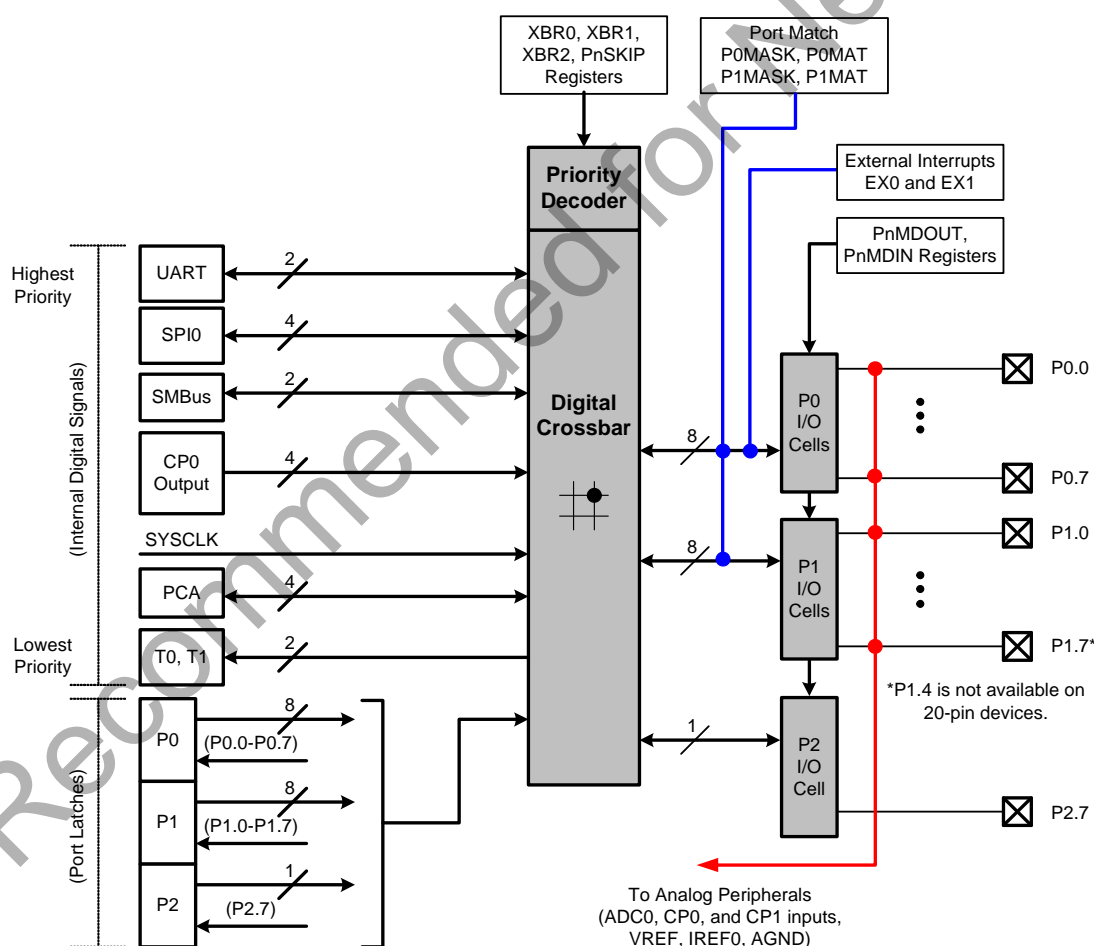 XBR0, XBR1,
XBR2, PnSKIP
Registers
Port Match
P0MASK, P0MAT
P1MASK, P1MAT
External Interrupts
EX0 and EX1
PnMDOUT,
PnMDIN Registers
Priority
Decoder
Digital
Crossbar
Highest
Priority
(Internal Digital Signals)
Lowest
Priority
(Port Latches)
UART
2
SPI0
4
SMBus
2
CP0
Output
4
SYSCLK
PCA
4
T0, T1
2
P0
8
(P0.0-P0.7)
P1
8
(P1.0-P1.7)
P2
1
(P2.7)
8
P0
I/O
Cells
P0.0
P0.7
8
P1
I/O
Cells
P1.0
P1.7*
*P1.4 is not available on
20-pin devices.
1
P2
I/O
Cell
P2.7
To Analog Peripherals
(ADC0, CP0, and CP1 inputs,
VREF, IREF0, AGND)
Recommended for Ne